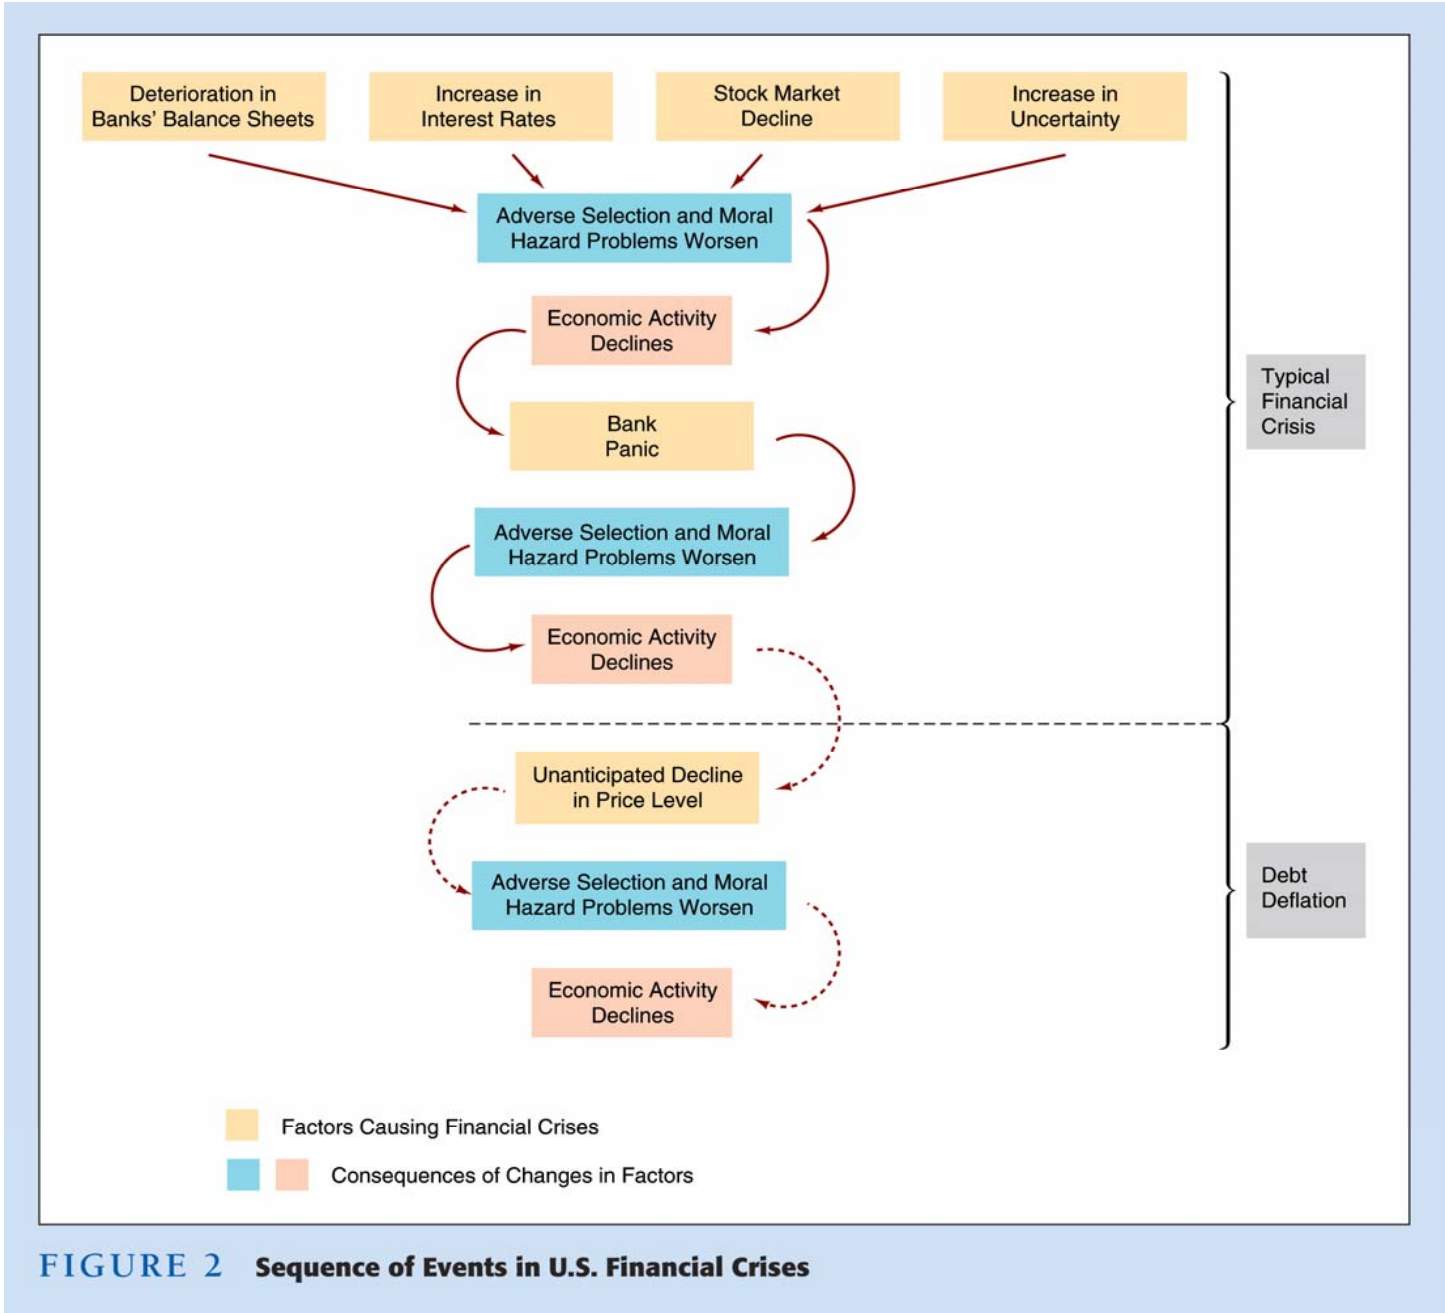 Deterioration in
Banks' Balance Sheets
Increase in
Interest Rates
Stock Market
Decline
Increase in
Uncertainty
Adverse Selection and Moral
Hazard Problems Worsen
Economic Activity
Declines
Typical
Financial
Crisis
Bank
Panic
Adverse Selection and Moral
Hazard Problems Worsen
Economic Activity
Declines
Unanticipated Decline
in Price Level
Adverse Selection and Moral
Hazard Problems Worsen
Debt
Deflation
Economic Activity
Declines
Factors Causing Financial Crises
Consequences of Changes in Factors
FIGURE 2 Sequence of Events in U.S. Financial Crises